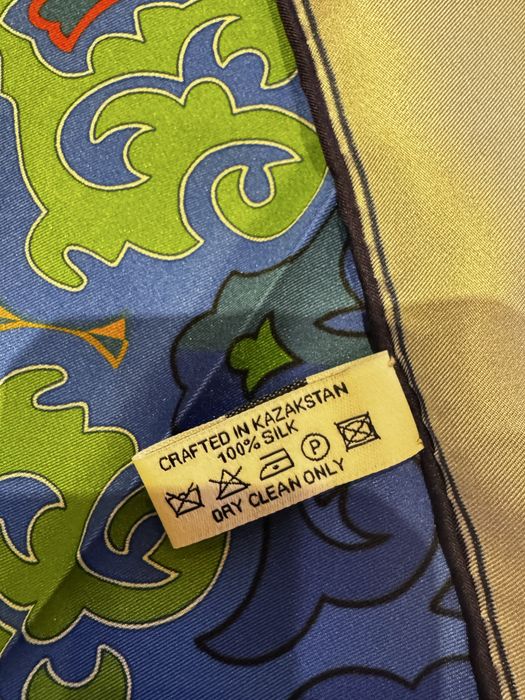 CRAFTED IN KAZAKSTAN
100% SILK
P
DRY CLEAN ONLY